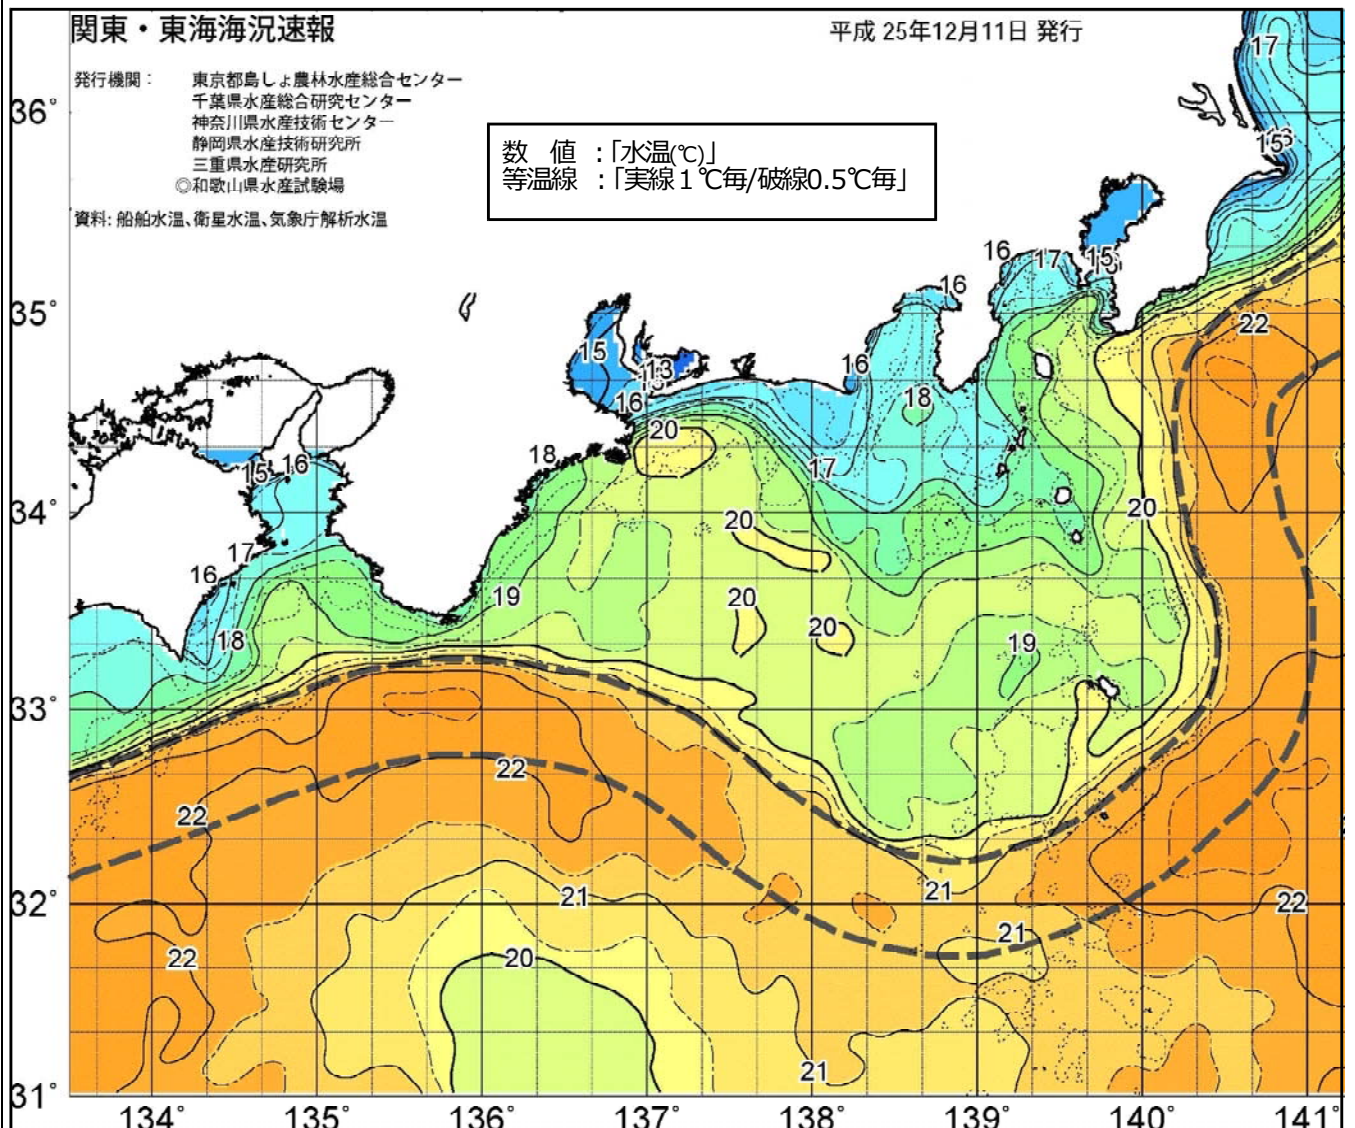 関東・東海海況速報
平成 25年12月11日 発行
発行機関： 東京都島しょ農林水産総合センター
千葉県水産総合研究センター
神奈川県水産技術センター
静岡県水産技術研究所
三重県水産研究所
◎和歌山県水産試験場
資料: 船舶水温、衛星水温、気象庁解析水温
数 値 ：「水温(℃)」
等温線 ：「実線１℃毎/破線0.5℃毎」
17
36°
15
16 17 15
16
35°
22
15
13
16
16
18
20
18
15 16
17
34°
20
20
17
16
19
20
20
18
19
33°
22
22
32°
21
21
22
21
22
20
21
31°
134° 135° 136° 137° 138° 139° 140° 141°